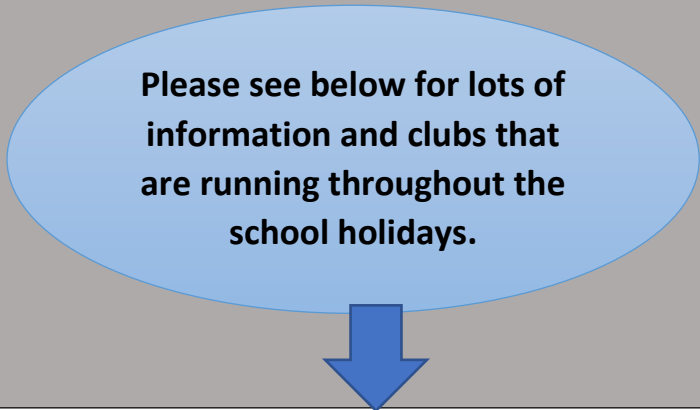 Please see below for lots of
information and clubs that
are running throughout the
school holidays.